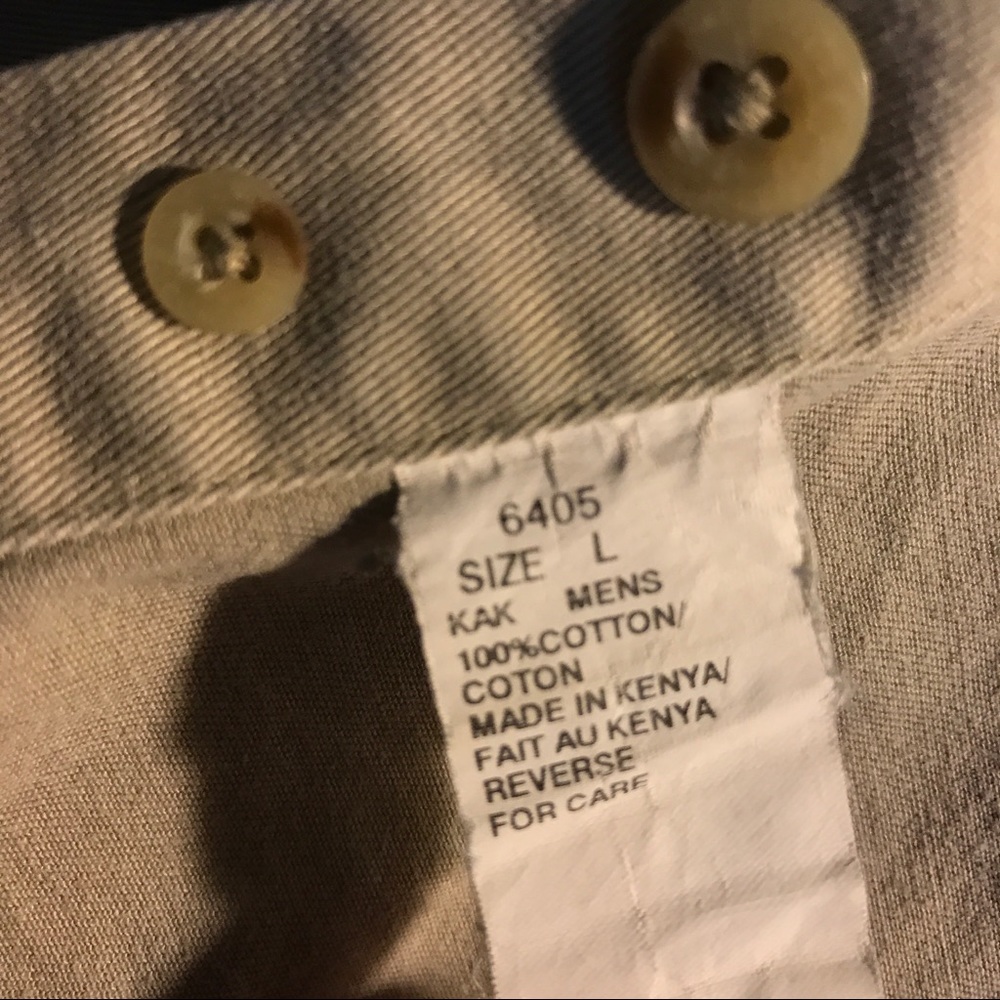 6405
SIZE L
KAK MENS
100%COTTON/
COTON
MADE IN KENYA/
FAIT AU KENYA
REVERSE
FOR CARE